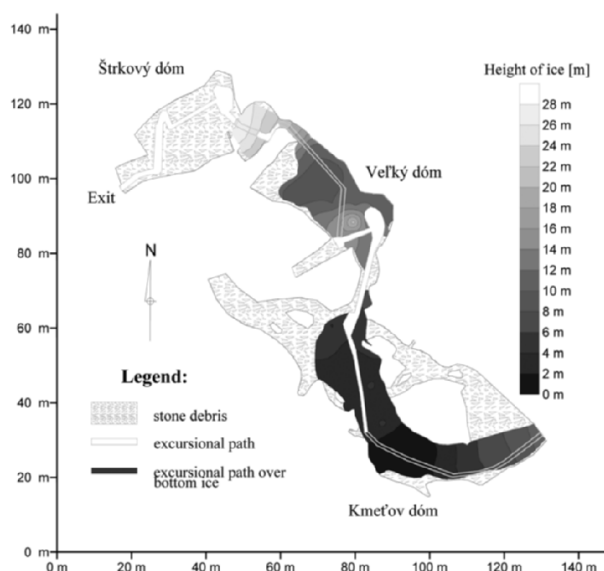 140 m
120 m
100 m
80 m
60 m
40 m
20 m
0 m
0 m
20 m
40 m
60 m
80 m
100 m
120 m
140 m
Štrkový dóm
Exit
Veľký dóm
Kmeťov dóm
N
Legend:
stone debris
excursional path
excursional path over
bottom ice
Height of ice [m]
28 m
24 m
22 m
20 m
18 m
16 m
14 m
12 m
10 m
8 m
6 m
4 m
2 m
0 m